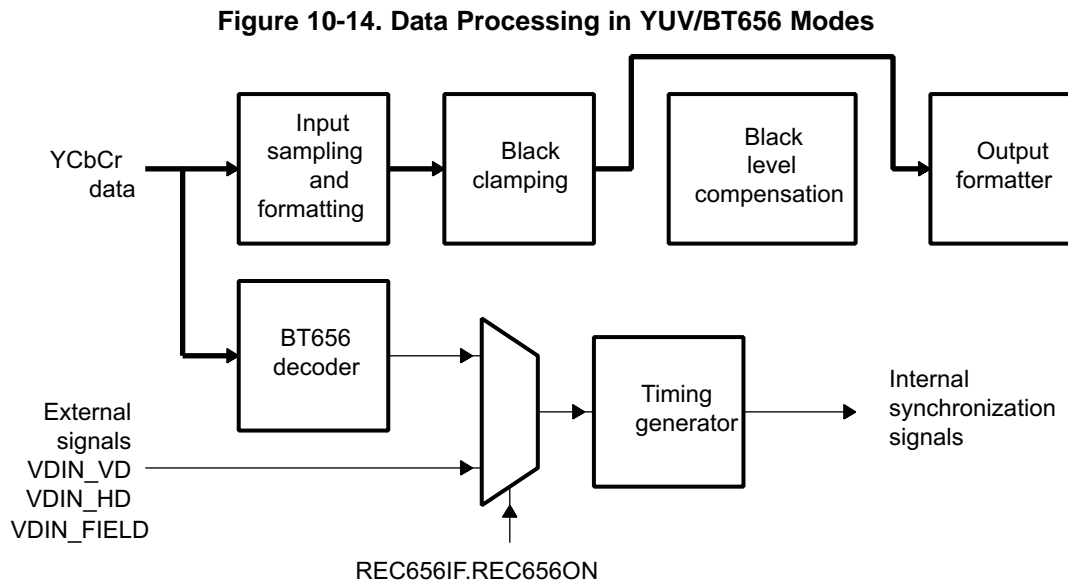 Figure 10-14. Data Processing in YUV/BT656 Modes
YCbCr
data
Input
sampling
and
formatting
Black
clamping
Black
level
compensation
Output
formatter
BT656
decoder
Timing
generator
Internal
synchronization
signals
External
signals
VDIN_VD
VDIN_HD
VDIN_FIELD
REC656IF.REC656ON